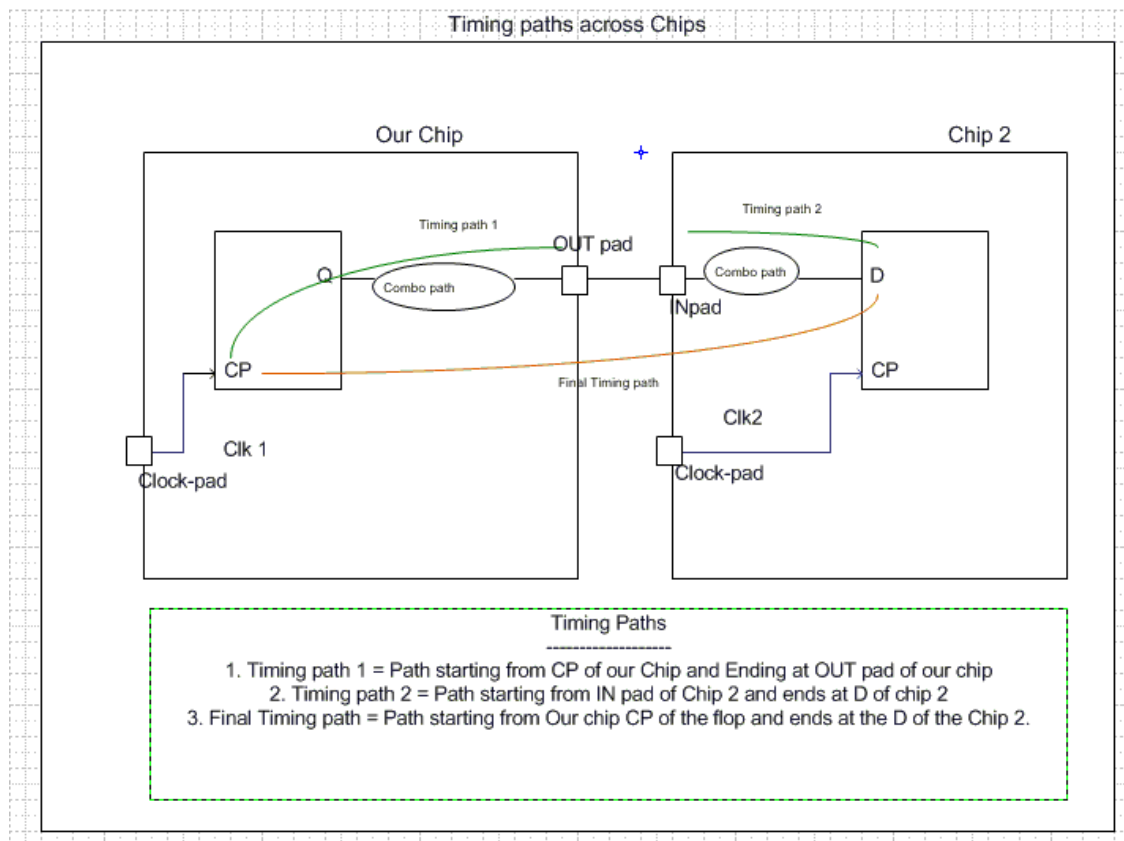 Timing paths across Chips
Our Chip
Chip 2
Timing path 1
Timing path 2
OUT pad
Q
Combo path
Combo path
D
INpad
CP
CP
Final Timing path
Clk2
Clk 1
Clock-pad
Clock-pad
Timing Paths
-------------------
1. Timing path 1 = Path starting from CP of our Chip and Ending at OUT pad of our chip
2. Timing path 2 = Path starting from IN pad of Chip 2 and ends at D of chip 2
3. Final Timing path = Path starting from Our chip CP of the flop and ends at the D of the Chip 2.